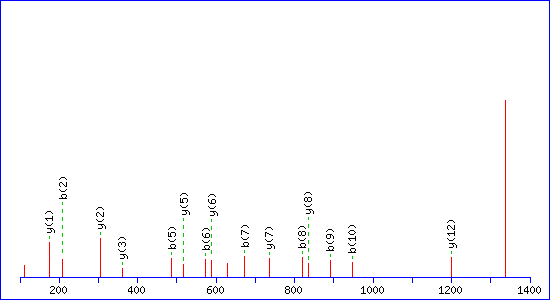 y(1)
b(2)
y(2)
y(3)
b(5)
y(5)
b(6)
y(6)
b(7)
y(7)
b(8)
y(8)
b(9)
b(10)
y(12)
200 400 600 800 1000 1200 1400